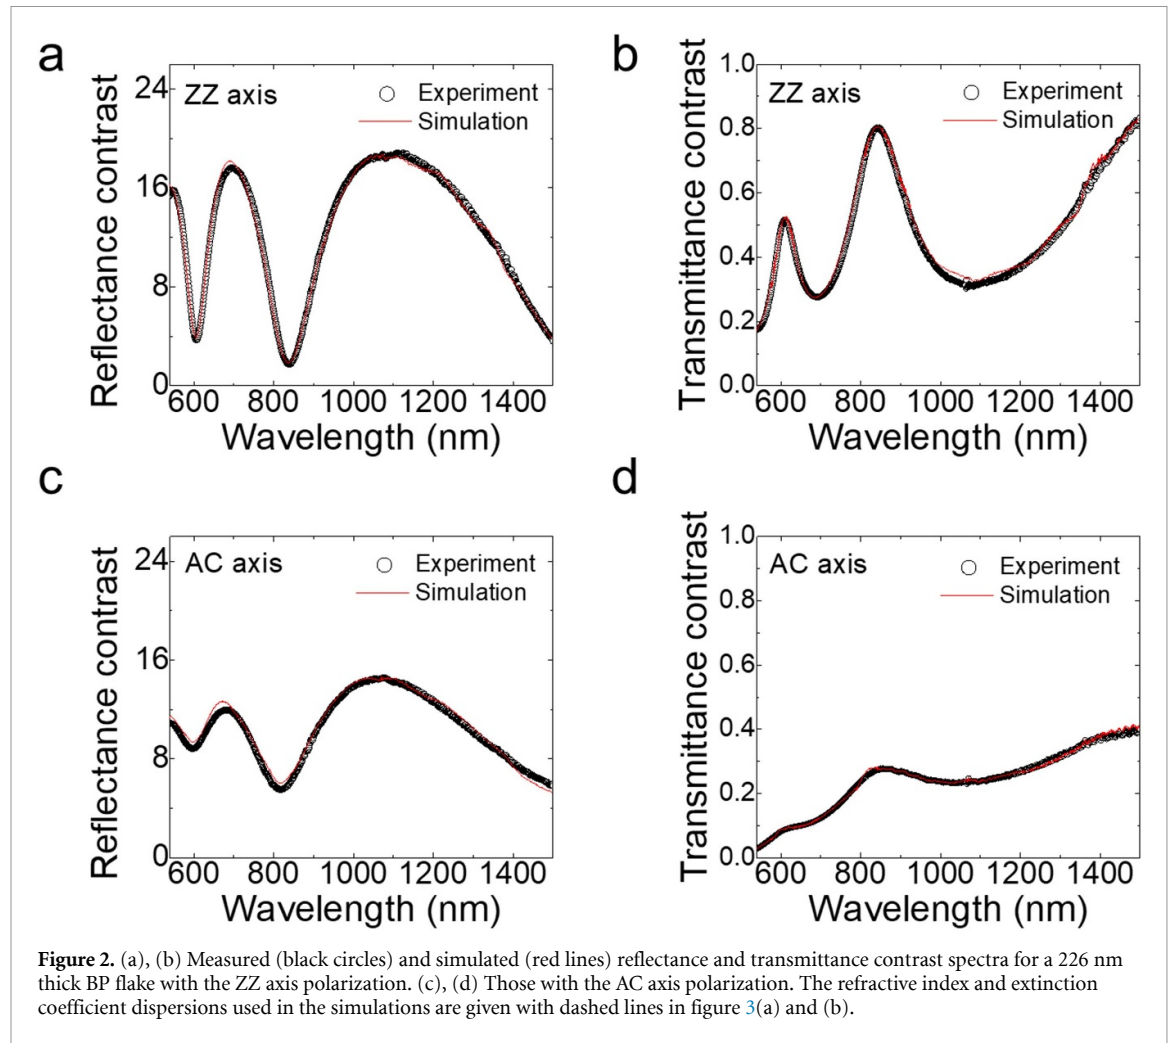 a
24
16
8
0
ZZ axis
Experiment
Simulation
Reflectance contrast
600 800 1000 1200 1400
Wavelength (nm)
b
1.0
0.8
0.6
0.4
0.2
0.0
ZZ axis
Experiment
Simulation
Transmittance contrast
600 800 1000 1200 1400
Wavelength (nm)
c
24
16
8
0
AC axis
Experiment
Simulation
Reflectance contrast
600 800 1000 1200 1400
Wavelength (nm)
d
1.0
0.8
0.6
0.4
0.2
0.0
AC axis
Experiment
Simulation
Transmittance contrast
600 800 1000 1200 1400
Wavelength (nm)
Figure 2. (a), (b) Measured (black circles) and simulated (red lines) reflectance and transmittance contrast spectra for a 226 nm
thick BP flake with the ZZ axis polarization. (c), (d) Those with the AC axis polarization. The refractive index and extinction
coefficient dispersions used in the simulations are given with dashed lines in figure 3(a) and (b).